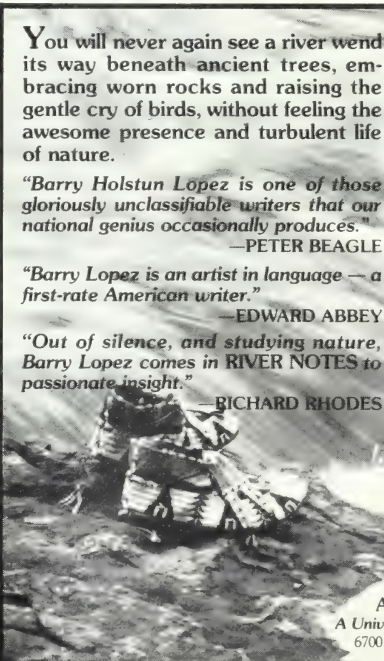 You will never again see a river wend
its way beneath ancient trees, em-
bracing worn rocks and raising the
gentle cry of birds, without feeling the
awesome presence and turbulent life
of nature.
"Barry Holstun Lopez is one of those
gloriously unclassifiable writers that our
national genius occasionally produces."
—PETER BEAGLE
"Barry Lopez is an artist in language — a
first-rate American writer."
—EDWARD ABBEY
"Out of silence, and studying nature,
Barry Lopez comes in RIVER NOTES to
passionate insight."
—RICHARD RHODES
A
A Univ
6700